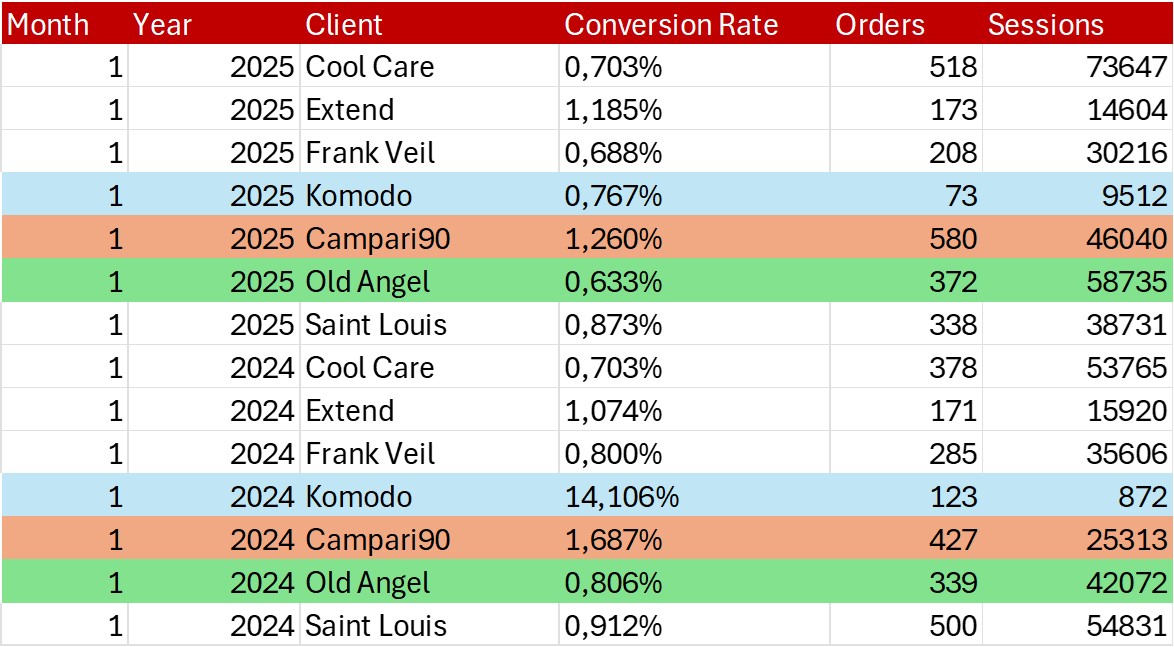 Month Year Client Conversion Rate Orders Sessions
1 2025 Cool Care 0,703% 518 73647
1 2025 Extend 1,185% 173 14604
1 2025 Frank Veil 0,688% 208 30216
1 2025 Komodo 0,767% 73 9512
1 2025 Campari90 1,260% 580 46040
1 2025 Old Angel 0,633% 372 58735
1 2025 Saint Louis 0,873% 338 38731
1 2024 Cool Care 0,703% 378 53765
1 2024 Extend 1,074% 171 15920
1 2024 Frank Veil 0,800% 285 35606
1 2024 Komodo 14,106% 123 872
1 2024 Campari90 1,687% 427 25313
1 2024 Old Angel 0,806% 339 42072
1 2024 Saint Louis 0,912% 500 54831